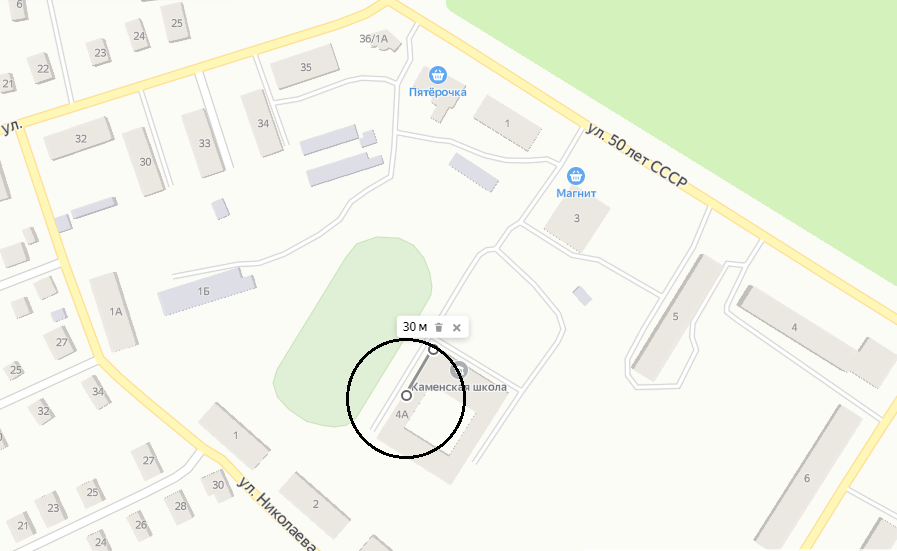 6
25
24
23
22
21
36/1А
35
Пятёрочка
1
ул. 50 лет СССР
ул.
32
30
33
34
Магнит
3
1Б
1А
5
4
30 м
27
25
Каменская школа
4А
34
32
1
6
27
30
ул. Николаева
2
25
23
21
28
26
24